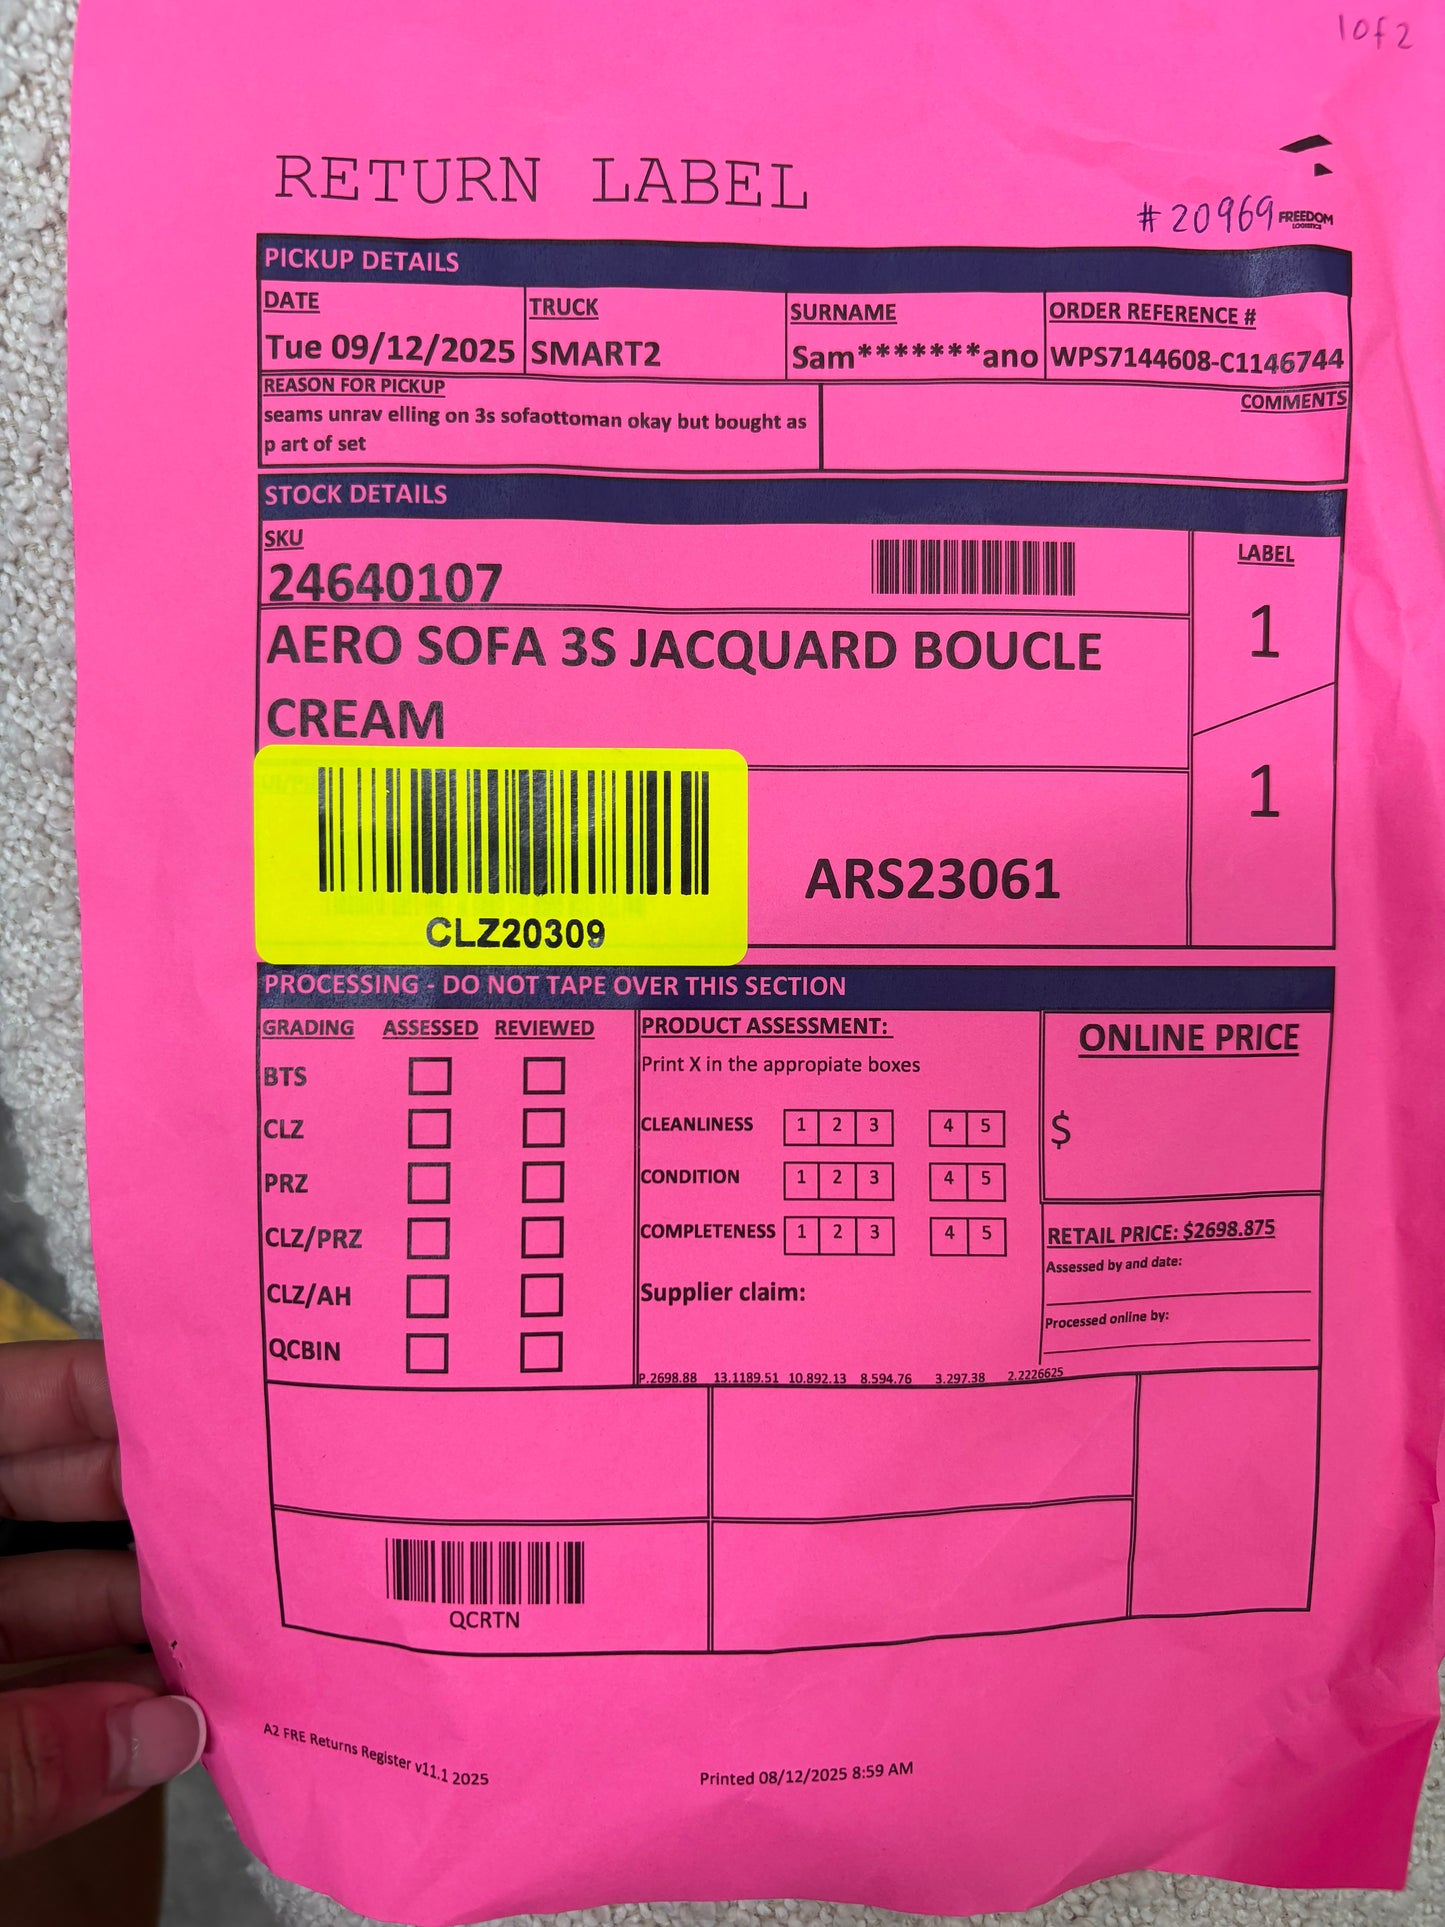 1 of 2
RETURN LABEL
#20969
FREEDOM
LOGISTICS
PICKUP DETAILS
DATE TRUCK SURNAME ORDER REFERENCE #
Tue 09/12/2025 SMART2 Sam*******ano WPS7144608-C1146744
REASON FOR PICKUP COMMENTS
seams unrav elling on 3s sofaottoman okay but bought as
p art of set
STOCK DETAILS
SKU LABEL
24640107 1
AERO SOFA 3S JACQUARD BOUCLE
CREAM
1
ARS23061
CLZ20309
PROCESSING - DO NOT TAPE OVER THIS SECTION
GRADING ASSESSED REVIEWED PRODUCT ASSESSMENT: ONLINE PRICE
Print X in the appropiate boxes
BTS
CLZ CLEANLINESS 1 2 3 4 5 $
PRZ CONDITION 1 2 3 4 5
CLZ/PRZ COMPLETENESS 1 2 3 4 5 RETAIL PRICE: $2698.875
Assessed by and date:
CLZ/AH Supplier claim:
Processed online by:
QCBIN
P.2698.88 13.1189.51 10.892.13 8.594.76 3.297.38 2.2226625
QCRTN
A2 FRE Returns Register v11.1 2025
Printed 08/12/2025 8:59 AM